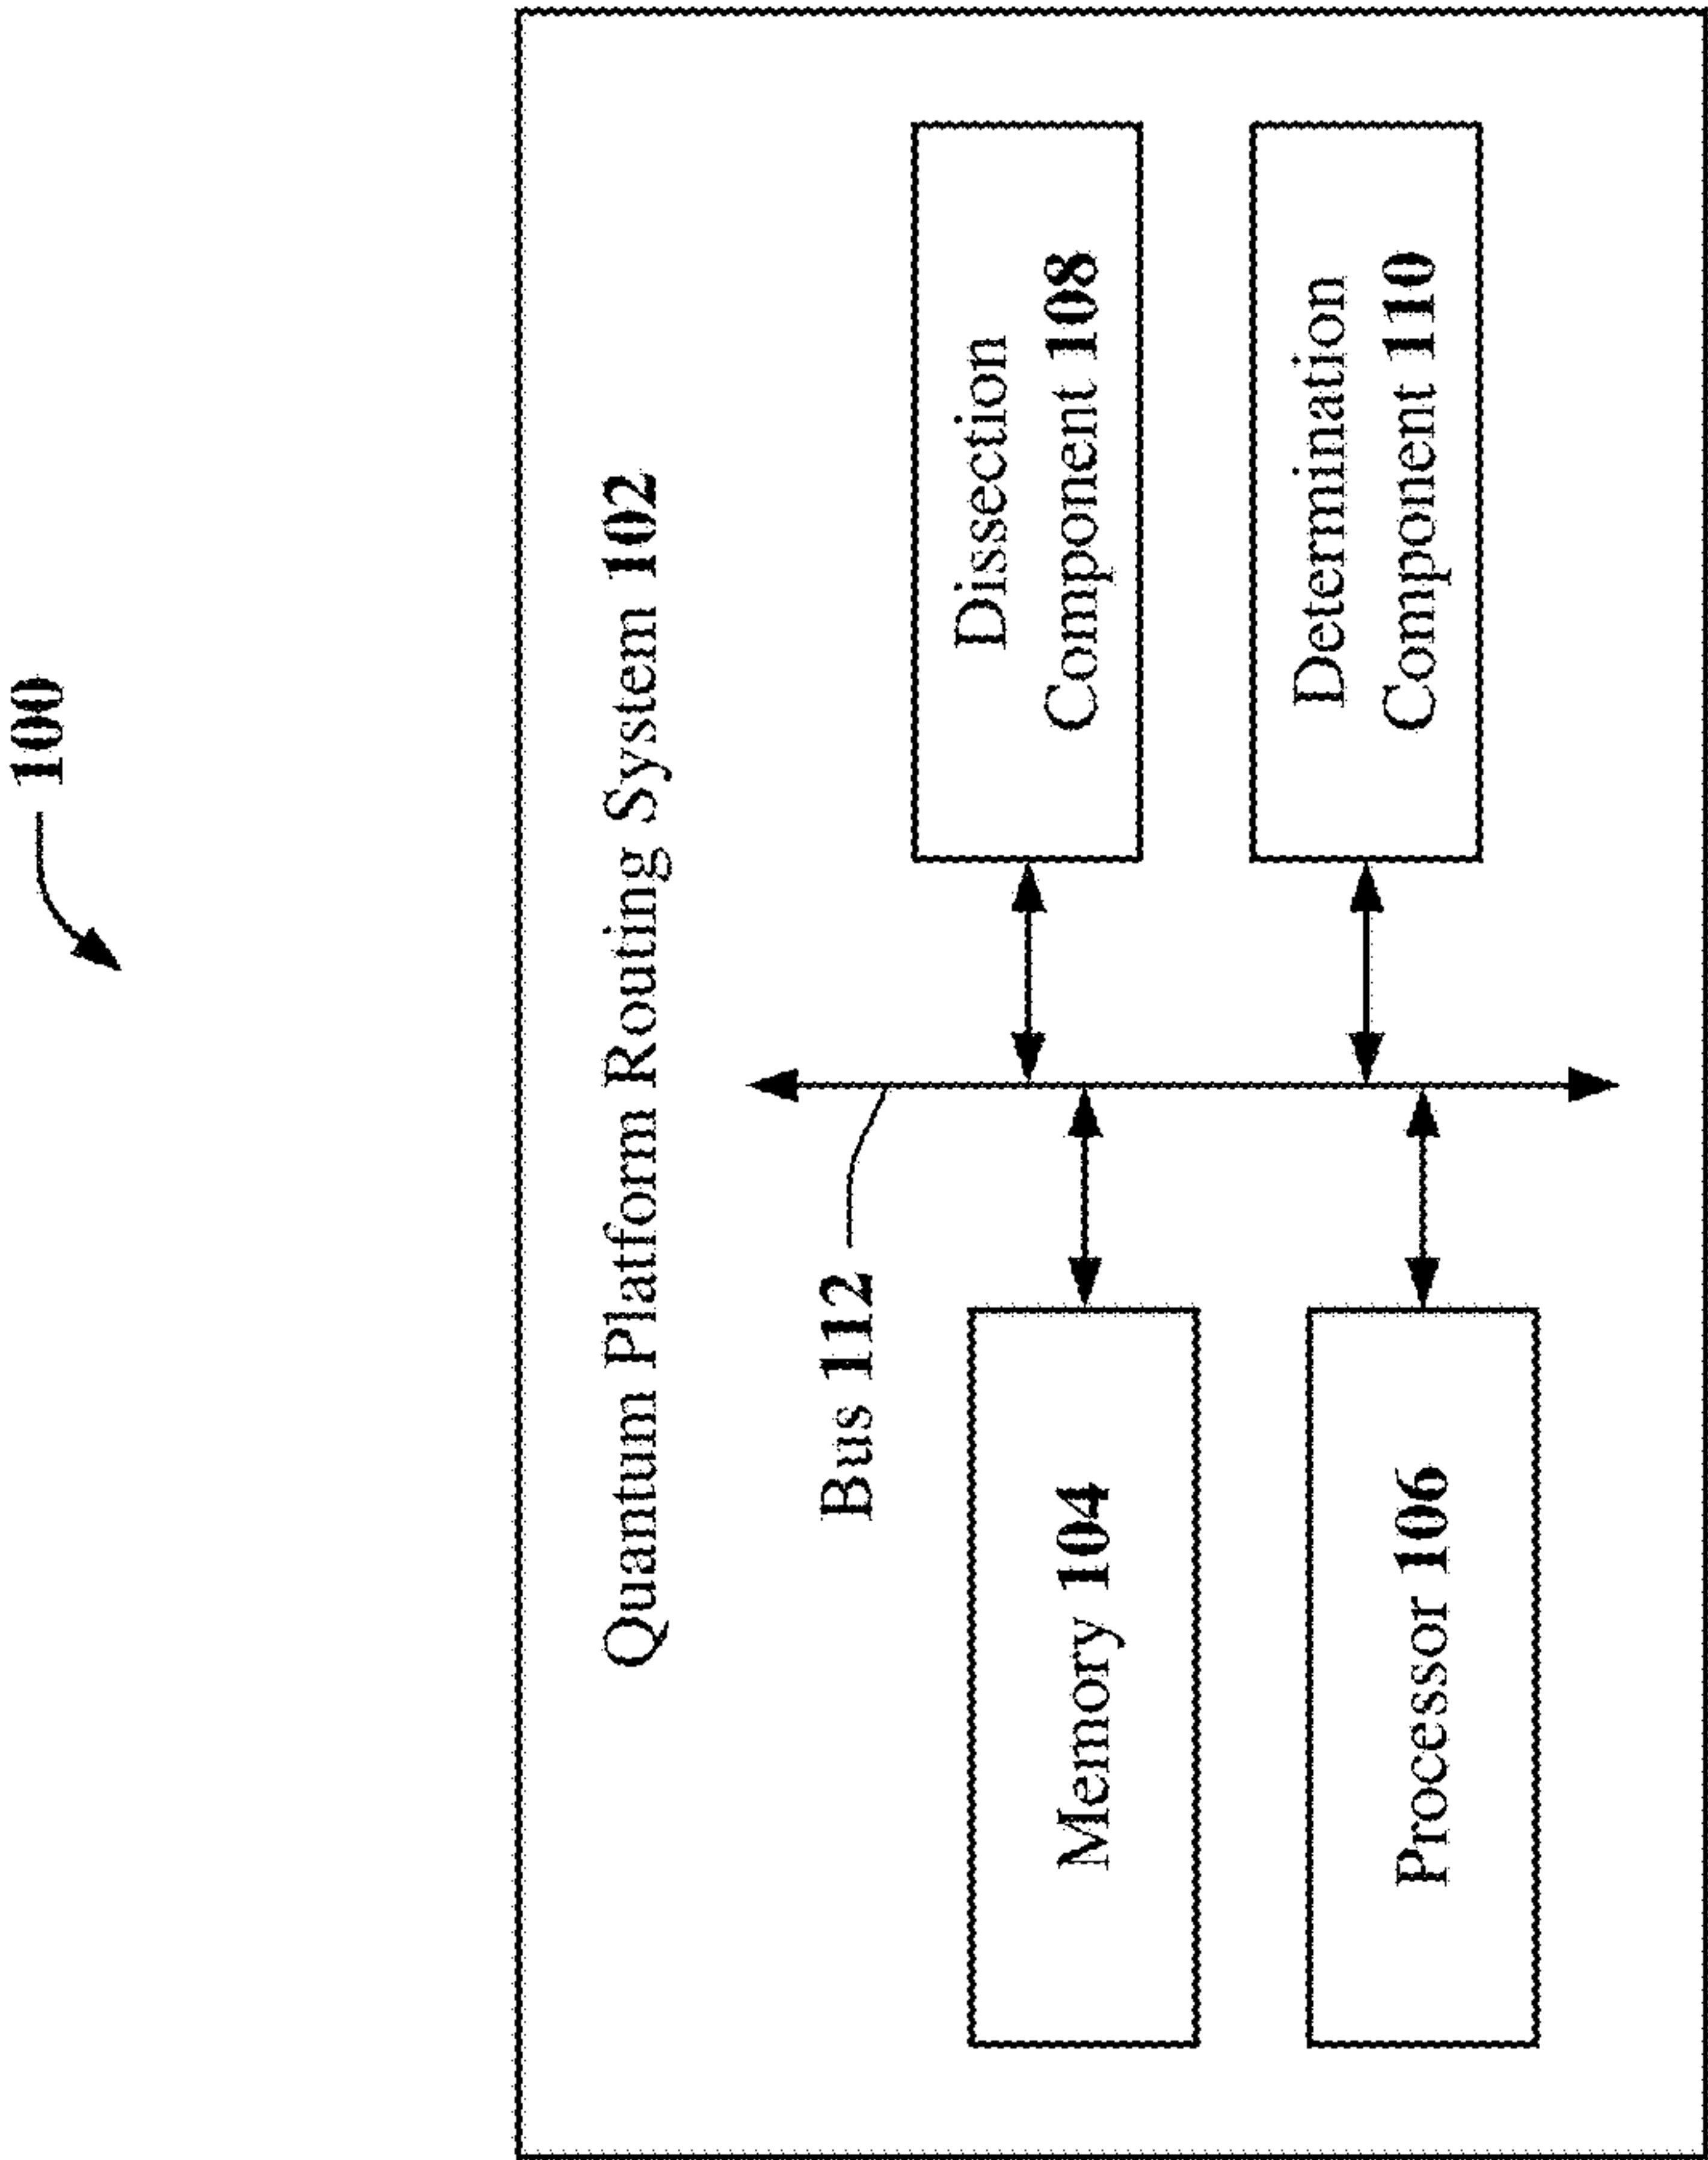 100
Quantum Platform Routing System 102
Bus 112
Memory 104
Dissection
Component 108
Processor 106
Determination
Component 110